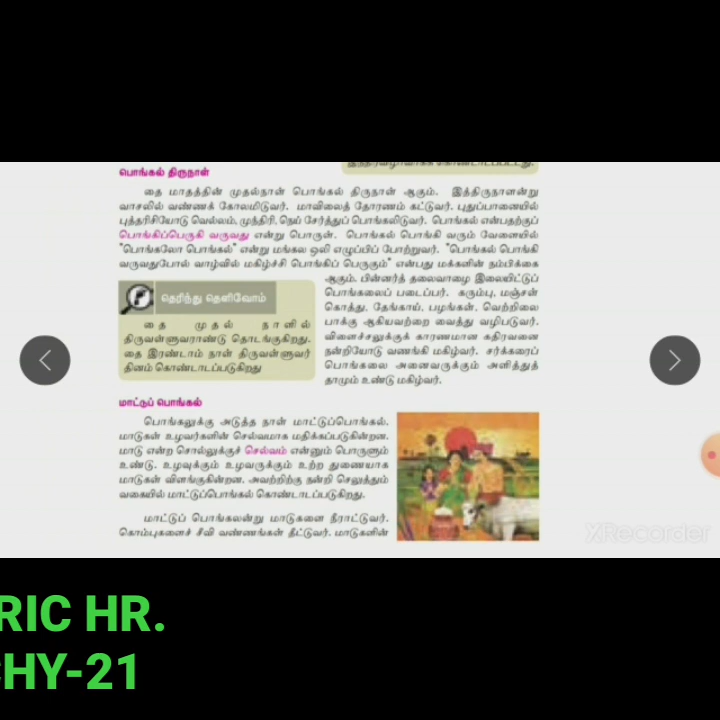 பொங்கல் திருநாள்
தை மாதத்தின் முதல்நாள் பொங்கல் திருநாள் ஆகும். இத்திருநாளன்று
வாசலில் வண்ணக் கோலமிடுவர். மாவிலைத் தோரணம் கட்டுவர். புதுப்பானையில்
புத்தரிசியோடு வெல்லம், முந்திரி, நெய் சேர்த்துப் பொங்கலிடுவர். பொங்கல் என்பதற்குப்
பொங்கிப்பெருகி வருவது என்று பொருள். பொங்கல் பொங்கி வரும் வேளையில்
"பொங்கலோ பொங்கல்" என்று மங்கல ஒலி எழுப்பிப் போற்றுவர். "பொங்கல் பொங்கி
வருவதுபோல் வாழ்வில் மகிழ்ச்சி பொங்கிப் பெருகும்" என்பது மக்களின் நம்பிக்கை
ஆகும். பின்னர்த் தலைவாழை இலையிட்டுப்
பொங்கலைப் படைப்பர். கரும்பு, மஞ்சள்
கொத்து, தேங்காய், பழங்கள், வெற்றிலை
பாக்கு ஆகியவற்றை வைத்து வழிபடுவர்.
விளைச்சலுக்குக் காரணமான கதிரவனை
நன்றியோடு வணங்கி மகிழ்வர். சர்க்கரைப்
பொங்கலை அனைவருக்கும் அளித்துத்
தாமும் உண்டு மகிழ்வர்.
தெரிந்து தெளிவோம்
தை முதல் நாளில்
திருவள்ளுவராண்டு தொடங்குகிறது.
தை இரண்டாம் நாள் திருவள்ளுவர்
தினம் கொண்டாடப்படுகிறது
மாட்டுப் பொங்கல்
பொங்கலுக்கு அடுத்த நாள் மாட்டுப்பொங்கல்.
மாடுகள் உழவர்களின் செல்வமாக மதிக்கப்படுகின்றன.
மாடு என்ற சொல்லுக்குச் செல்வம் என்னும் பொருளும்
உண்டு. உழவுக்கும் உழவருக்கும் உற்ற துணையாக
மாடுகள் விளங்குகின்றன. அவற்றிற்கு நன்றி செலுத்தும்
வகையில் மாட்டுப்பொங்கல் கொண்டாடப்படுகிறது.
மாட்டுப் பொங்கலன்று மாடுகளை நீராட்டுவர்.
கொம்புகளைச் சீவி வண்ணங்கள் தீட்டுவர். மாடுகளின்
XRecorder
RIC HR.
CHY-21